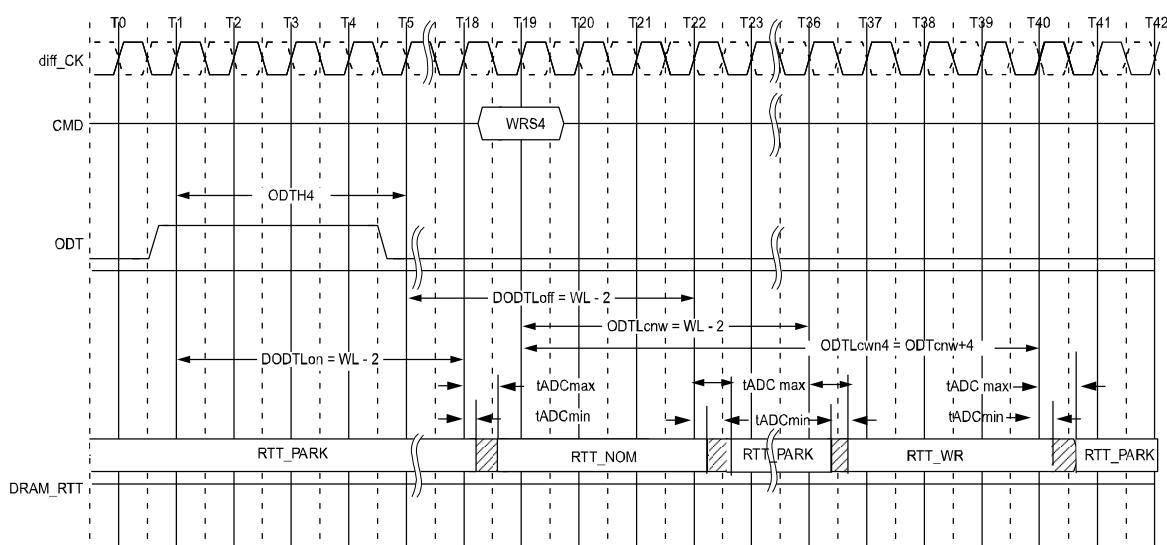 T0 T1 T2 T3 T4 T5 T18 T19 T20 T21 T22 T23 T36 T37 T38 T39 T40 T41 T42
diff_CK
CMD
WRS4
ODTH4
ODT
DODTLoff = WL - 2
ODTLcnw = WL - 2
ODTLcwn4 = ODTcnw+4
DODTLon = WL - 2
tADCmax tADC max tADC max
tADCmin tADCmin tADCmin
RTT_PARK RTT_NOM RTT_PARK RTT_WR RTT_PARK
DRAM_RTT